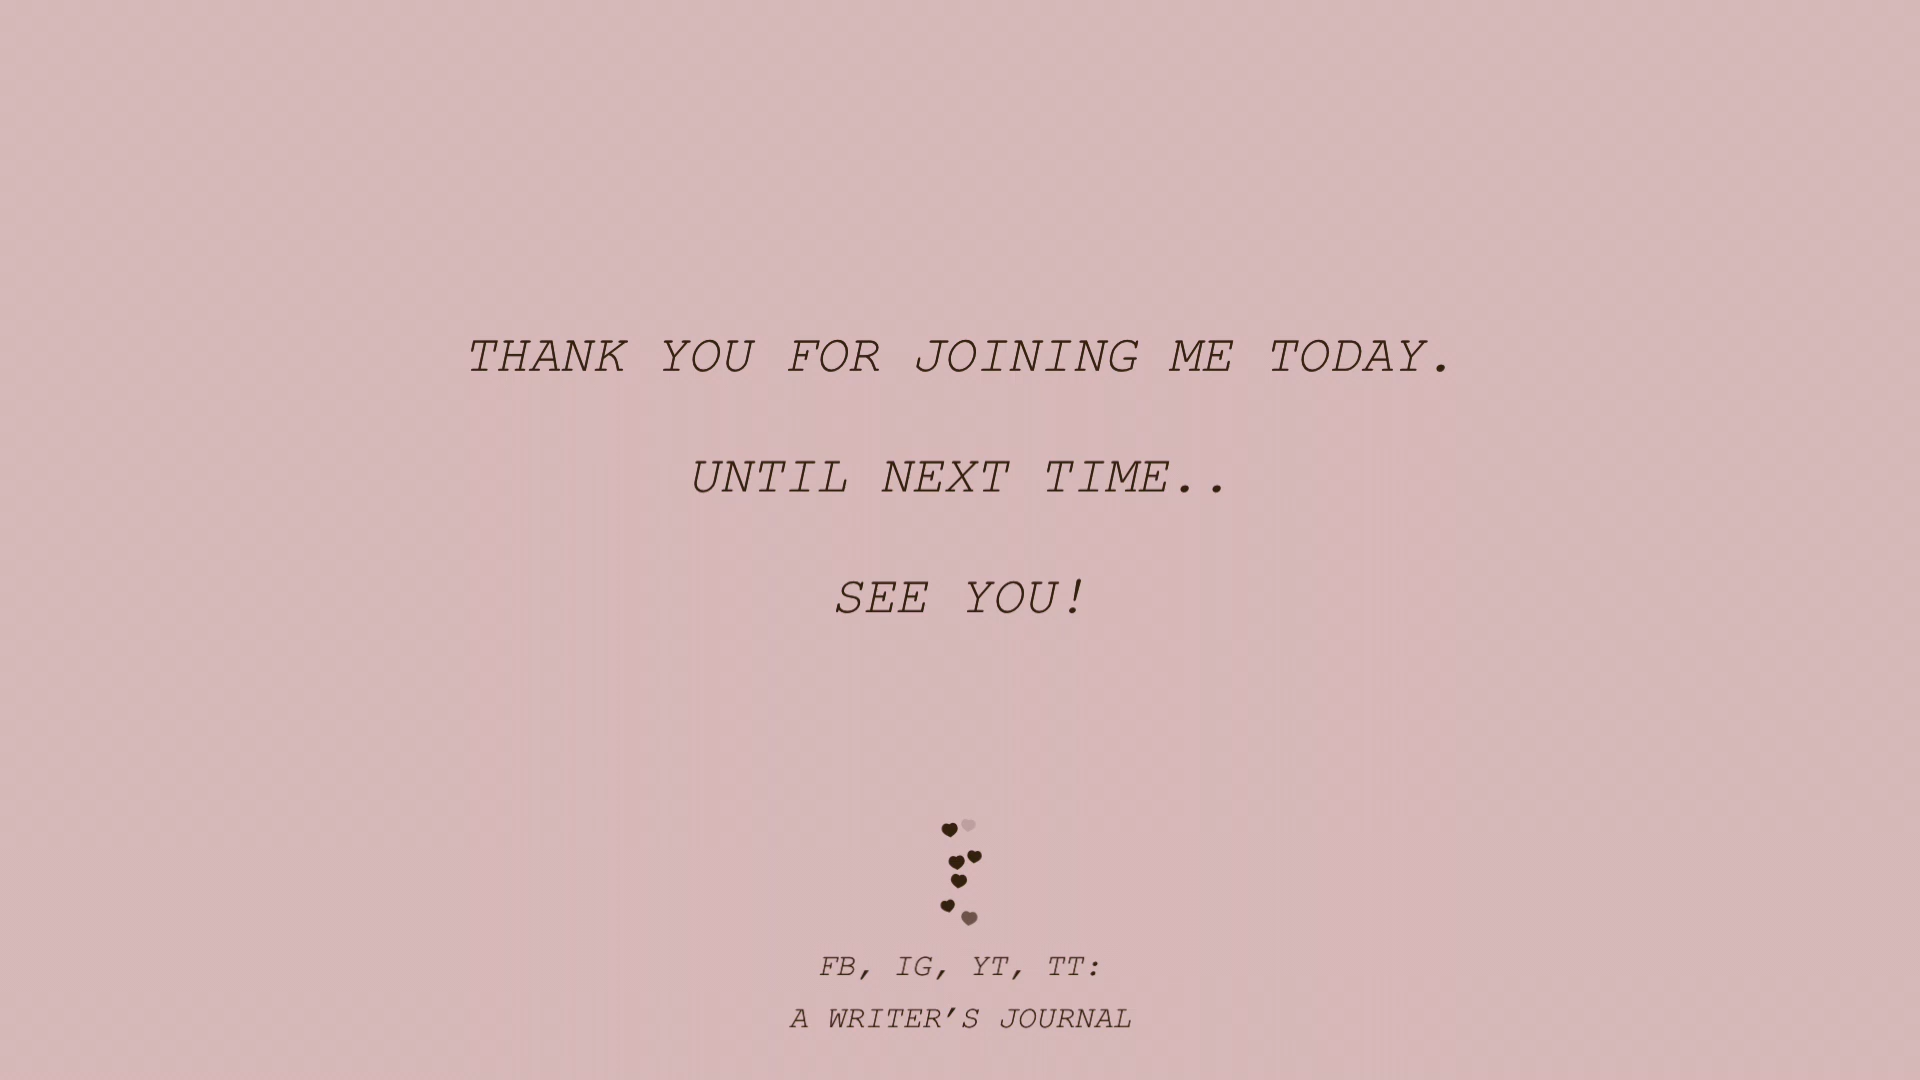 THANK YOU FOR JOINING ME TODAY.
UNTIL NEXT TIME..
SEE YOU!
FB, IG, YT, TT:
A WRITER’S JOURNAL